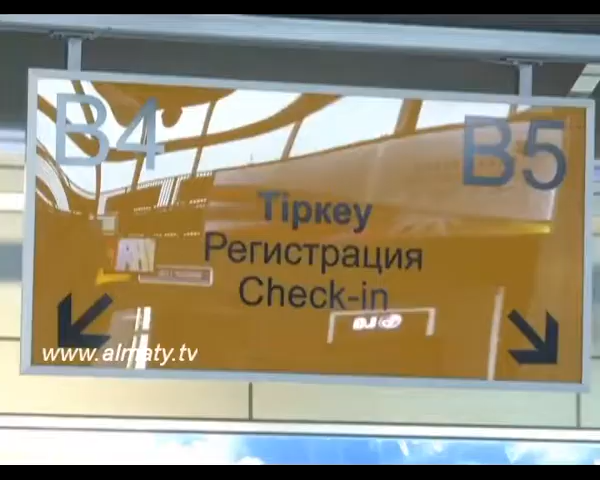 B4 B5
Тіркеу
Регистрация
Check-in
www.almaty.tv